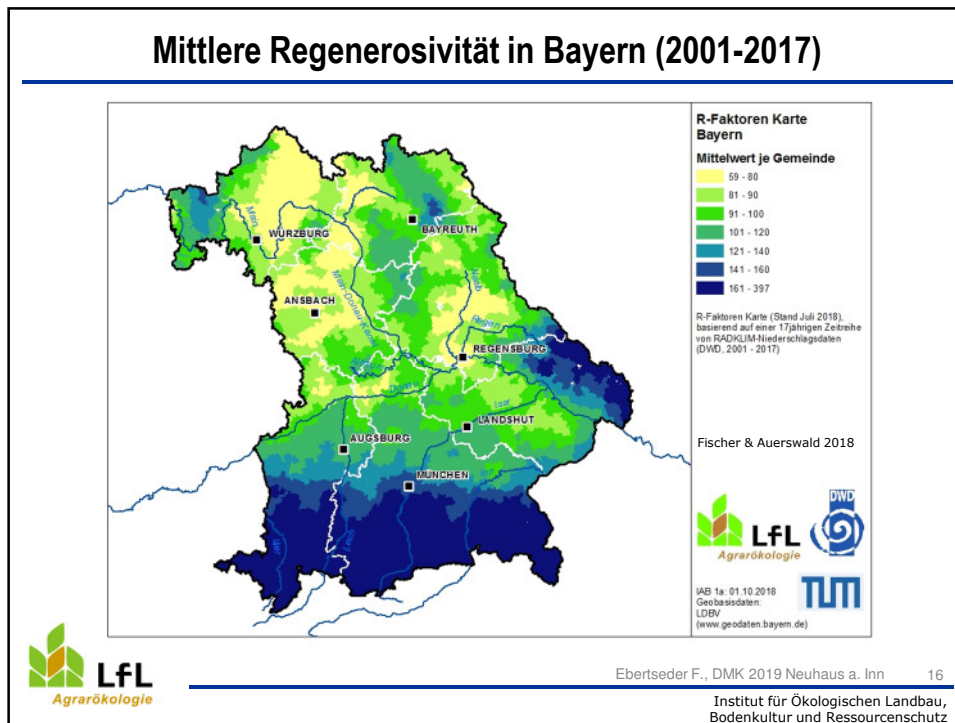 Mittlere Regenerosivität in Bayern (2001-2017)
R-Faktoren Karte
Bayern
Mittelwert je Gemeinde
59 - 80
81 - 90
91 - 100
101 - 120
121 - 140
141 - 160
161 - 397
R-Faktoren Karte (Stand Juli 2018),
basierend auf einer 17jährigen Zeitreihe
von RADKLIM-Niederschlagsdaten
(DWD, 2001 - 2017)
Fischer & Auerswald 2018
Main
WÜRZBURG
BAYREUTH
Main-Donau-Kanal
Naab
ANSBACH
Regen
REGENSBURG
Donau
Isar
LANDSHUT
AUGSBURG
Inn
MÜNCHEN
Lech
DWD
LfL
Agrarökologie
TUM
IAB 1a: 01.10.2018
Geobasisdaten:
LDBV
(www.geodaten.bayern.de)
LfL
Agrarökologie
Ebertseder F., DMK 2019 Neuhaus a. Inn 16
Institut für Ökologischen Landbau,
Bodenkultur und Ressourcenschutz